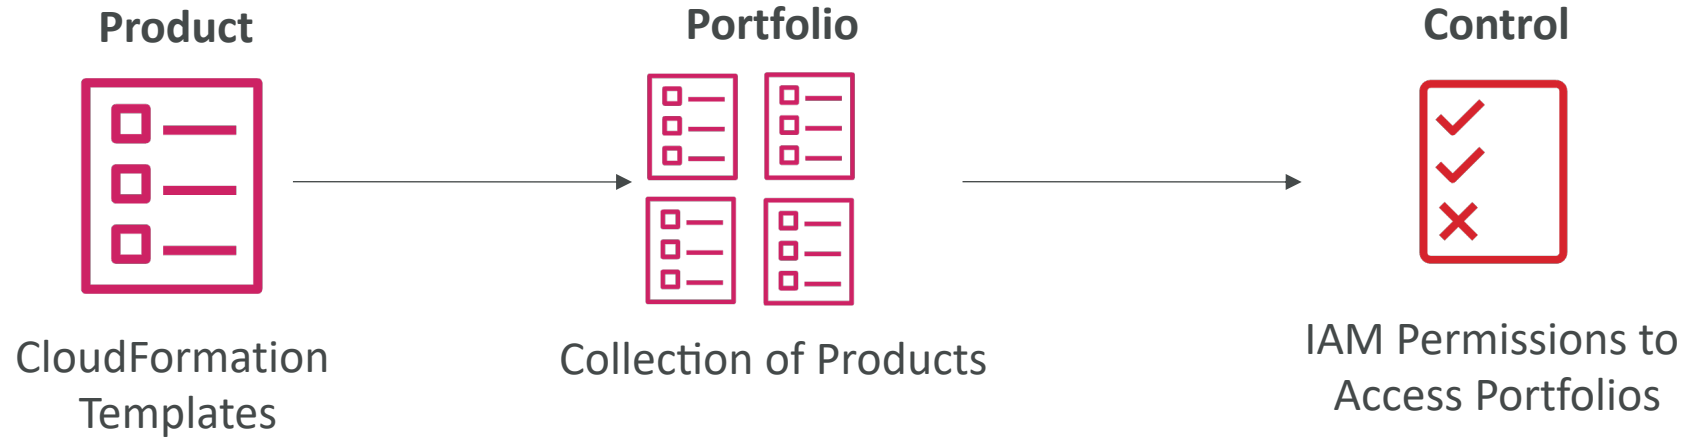 Product
CloudFormation
Templates
Portfolio
Collection of Products
Control
IAM Permissions to
Access Portfolios